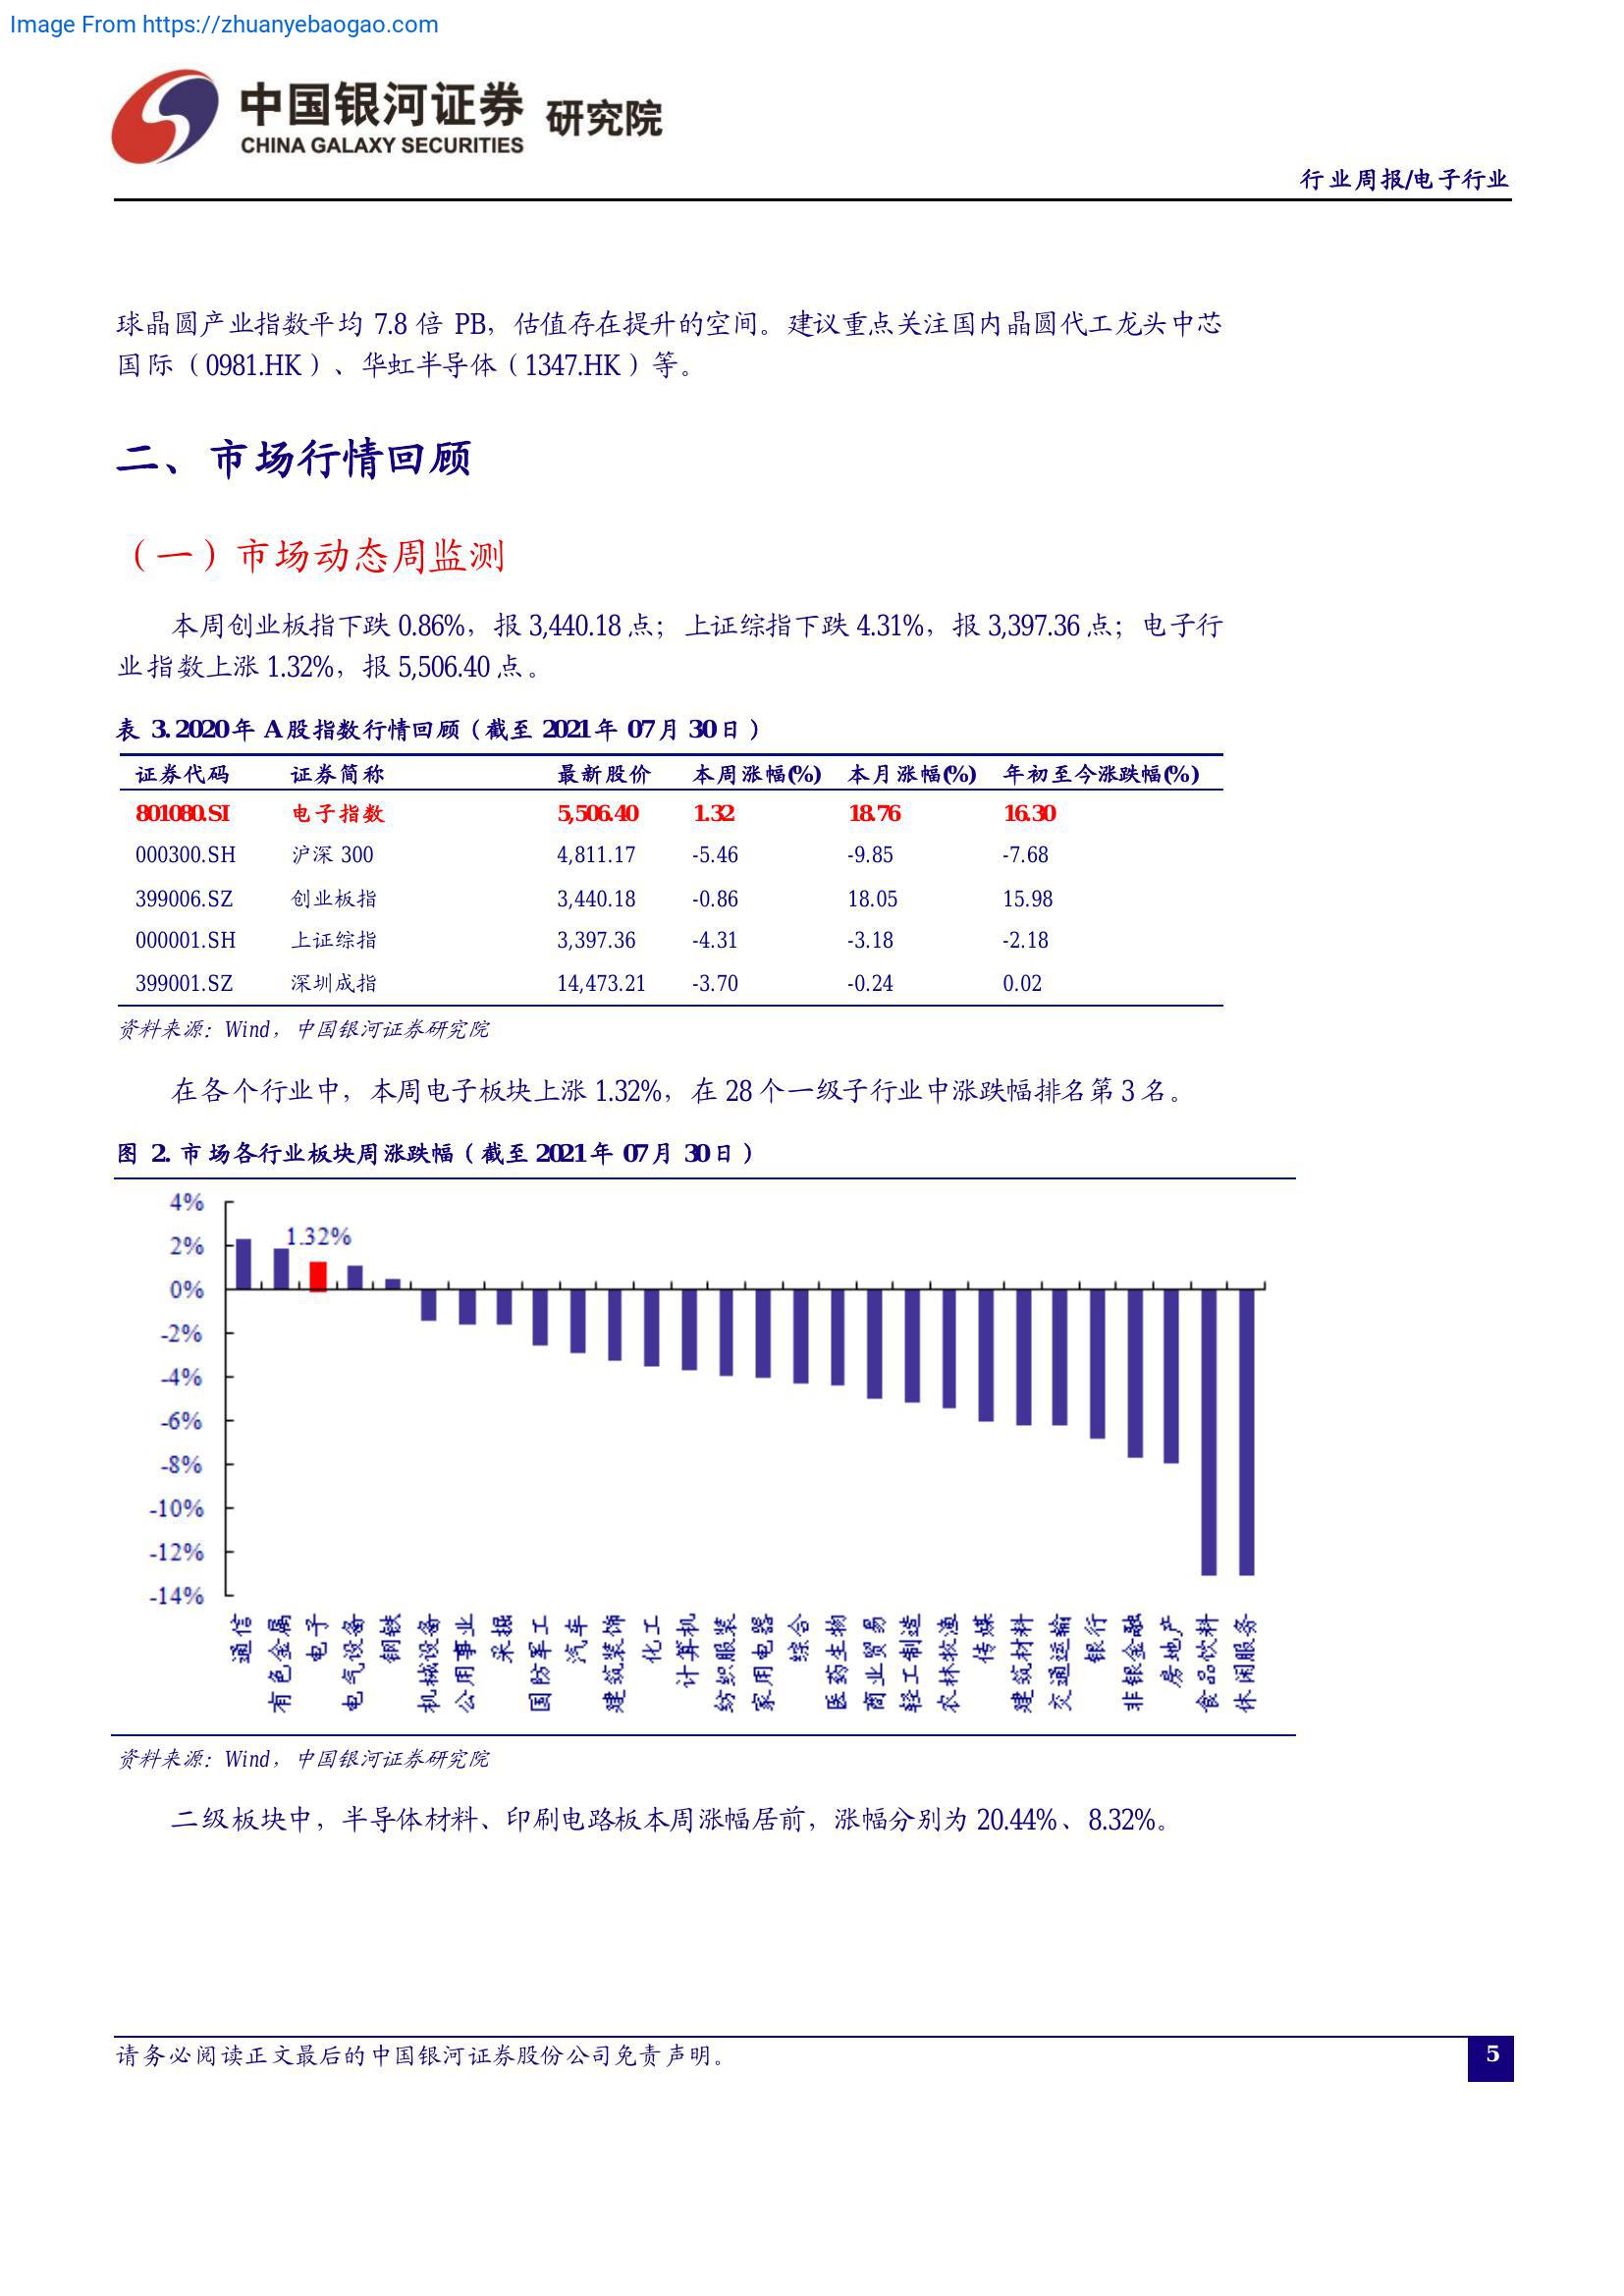 Image From https://zhuanyebaogao.com
中国银河证券 研究院
CHINA GALAXY SECURITIES
行业周报/电子行业
球晶圆产业指数平均 7.8 倍 PB，估值存在提升的空间。建议重点关注国内晶圆代工龙头中芯
国际（0981.HK）、华虹半导体（1347.HK）等。
二、市场行情回顾
（一）市场动态周监测
本周创业板指下跌 0.86%，报 3,440.18 点；上证综指下跌 4.31%，报 3,397.36 点；电子行
业指数上涨 1.32%，报 5,506.40 点。
表 3. 2020 年 A 股指数行情回顾（截至 2021 年 07 月 30 日）
证券代码 证券简称 最新股价 本周涨幅(%) 本月涨幅(%) 年初至今涨跌幅(%)
801080.SI 电子指数 5,506.40 1.32 18.76 16.30
000300.SH 沪深 300 4,811.17 -5.46 -9.85 -7.68
399006.SZ 创业板指 3,440.18 -0.86 18.05 15.98
000001.SH 上证综指 3,397.36 -4.31 -3.18 -2.18
399001.SZ 深圳成指 14,473.21 -3.70 -0.24 0.02
资料来源：Wind，中国银河证券研究院
在各个行业中，本周电子板块上涨 1.32%，在 28 个一级子行业中涨跌幅排名第 3 名。
图 2. 市场各行业板块周涨跌幅（截至 2021 年 07 月 30 日）
4%
1.32%
2%
0%
-2%
-4%
-6%
-8%
-10%
-12%
-14%
通信 有色金属 电子 电气设备 钢铁 机械设备 公用事业 采掘 国防军工 汽车 建筑装饰 化工 计算机 纺织服装 家用电器 综合 医药生物 商业贸易 轻工制造 农林牧渔 传媒 建筑材料 交通运输 银行 非银金融 房地产 食品饮料 休闲服务
资料来源：Wind，中国银河证券研究院
二级板块中，半导体材料、印刷电路板本周涨幅居前，涨幅分别为 20.44%、8.32%。
请务必阅读正文最后的中国银河证券股份公司免责声明。
5